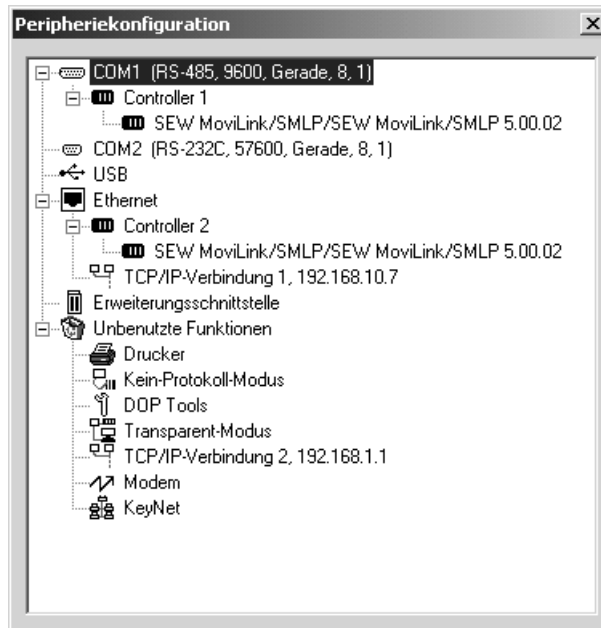 Peripheriekonfiguration
COM1 (RS-485, 9600, Gerade, 8, 1)
Controller 1
SEW MoviLink/SMLP/SEW MoviLink/SMLP 5.00.02
COM2 (RS-232C, 57600, Gerade, 8, 1)
USB
Ethernet
Controller 2
SEW MoviLink/SMLP/SEW MoviLink/SMLP 5.00.02
TCP/IP-Verbindung 1, 192.168.10.7
Erweiterungsschnittstelle
Unbenutzte Funktionen
Drucker
Kein-Protokoll-Modus
DOP Tools
Transparent-Modus
TCP/IP-Verbindung 2, 192.168.1.1
Modem
KeyNet